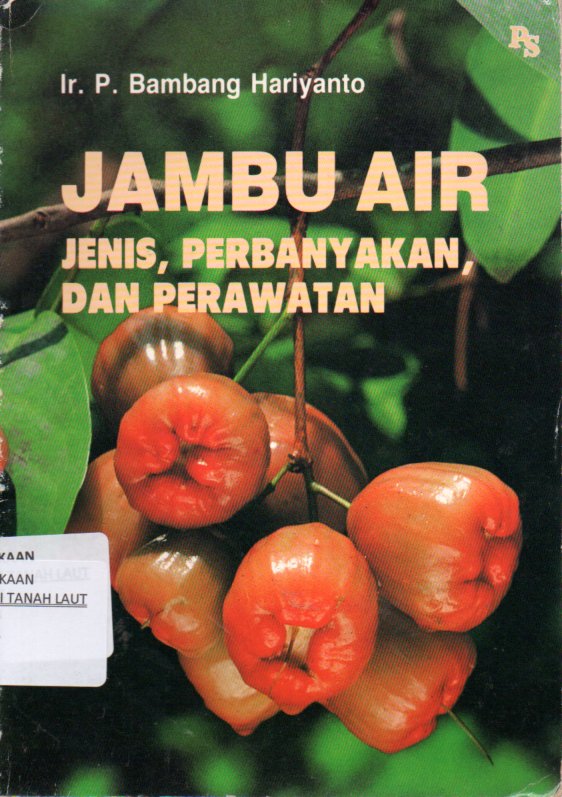 PS
Ir. P. Bambang Hariyanto
JAMBU AIR
JENIS, PERBANYAKAN,
DAN PERAWATAN
KAAN
KAAN
I TANAH LAUT